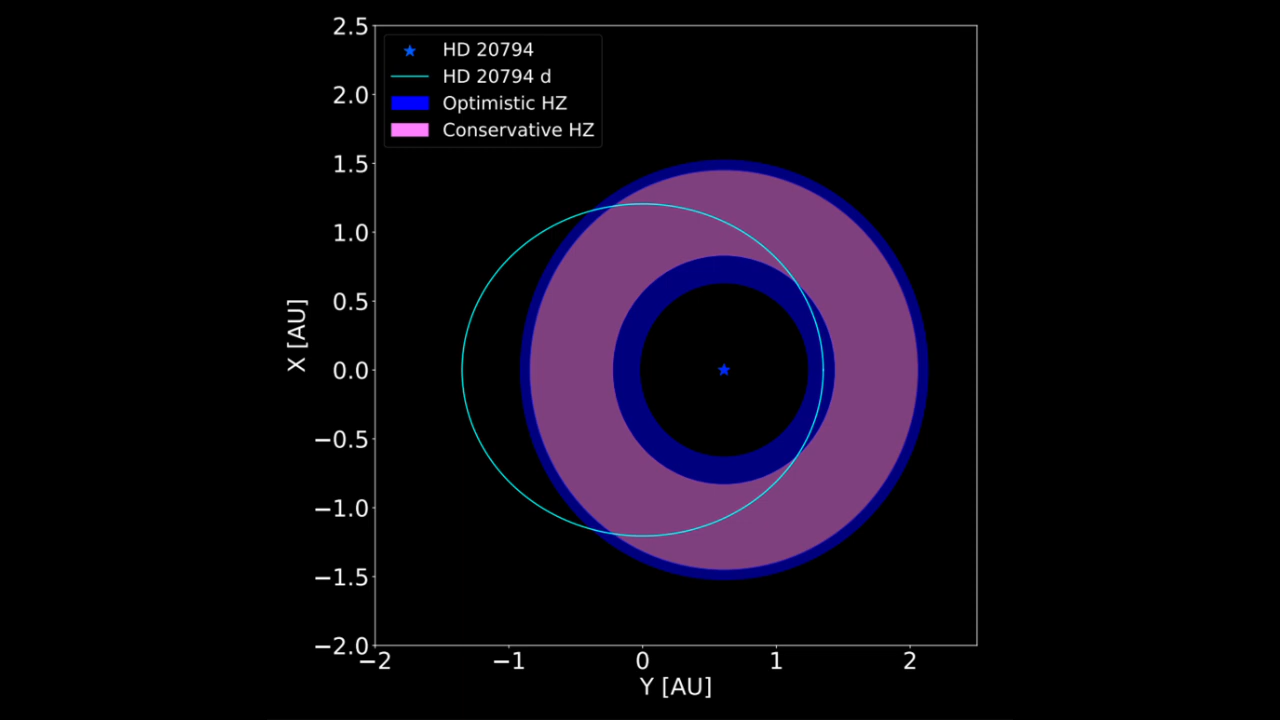 HD 20794
HD 20794 d
Optimistic HZ
Conservative HZ
2.5
2.0
1.5
1.0
0.5
0.0
−0.5
−1.0
−1.5
−2.0
X [AU]
−2 −1 0 1 2
Y [AU]